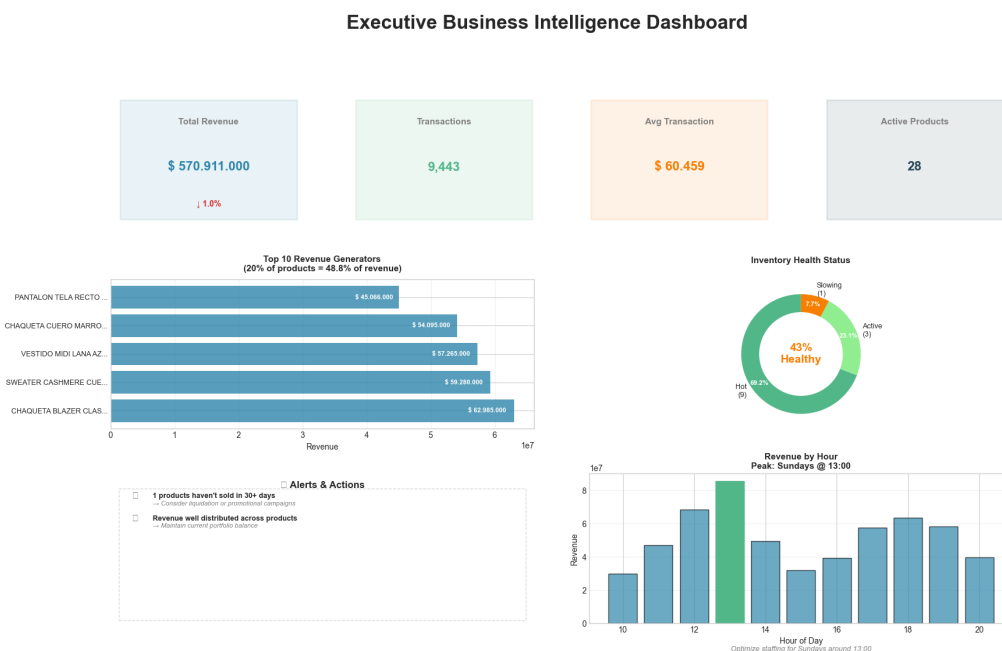 Executive Business Intelligence Dashboard
Total Revenue
$ 570.911.000
↓ 1.0%
Transactions
9,443
Avg Transaction
$ 60.459
Active Products
28
Top 10 Revenue Generators
(20% of products = 48.8% of revenue)
PANTALON TELA RECTO ...
$ 45.066.000
CHAQUETA CUERO MARRO...
$ 54.095.000
VESTIDO MIDI LANA AZ...
$ 57.265.000
SWEATER CASHMERE CUE...
CHAQUETA BLAZER CLAS...
$ 62.985.000
0 1 2 3 4 5 6
1e7
Revenue
Inventory Health Status
Slowing
(1)
7.7%
Active
(3)
23.1%
43%
Healthy
Hot
(9)
69.2%
Alerts & Actions
1 products haven't sold in 30+ days
→ Consider liquidation or promotional campaigns
Revenue well distributed across products
→ Maintain current portfolio balance
Revenue by Hour
Peak: Sundays @ 13:00
1e7
8
6
4
2
0
Revenue
10 12 14 16 18 20
Hour of Day
Optimize staffing for Sundays around 13:00